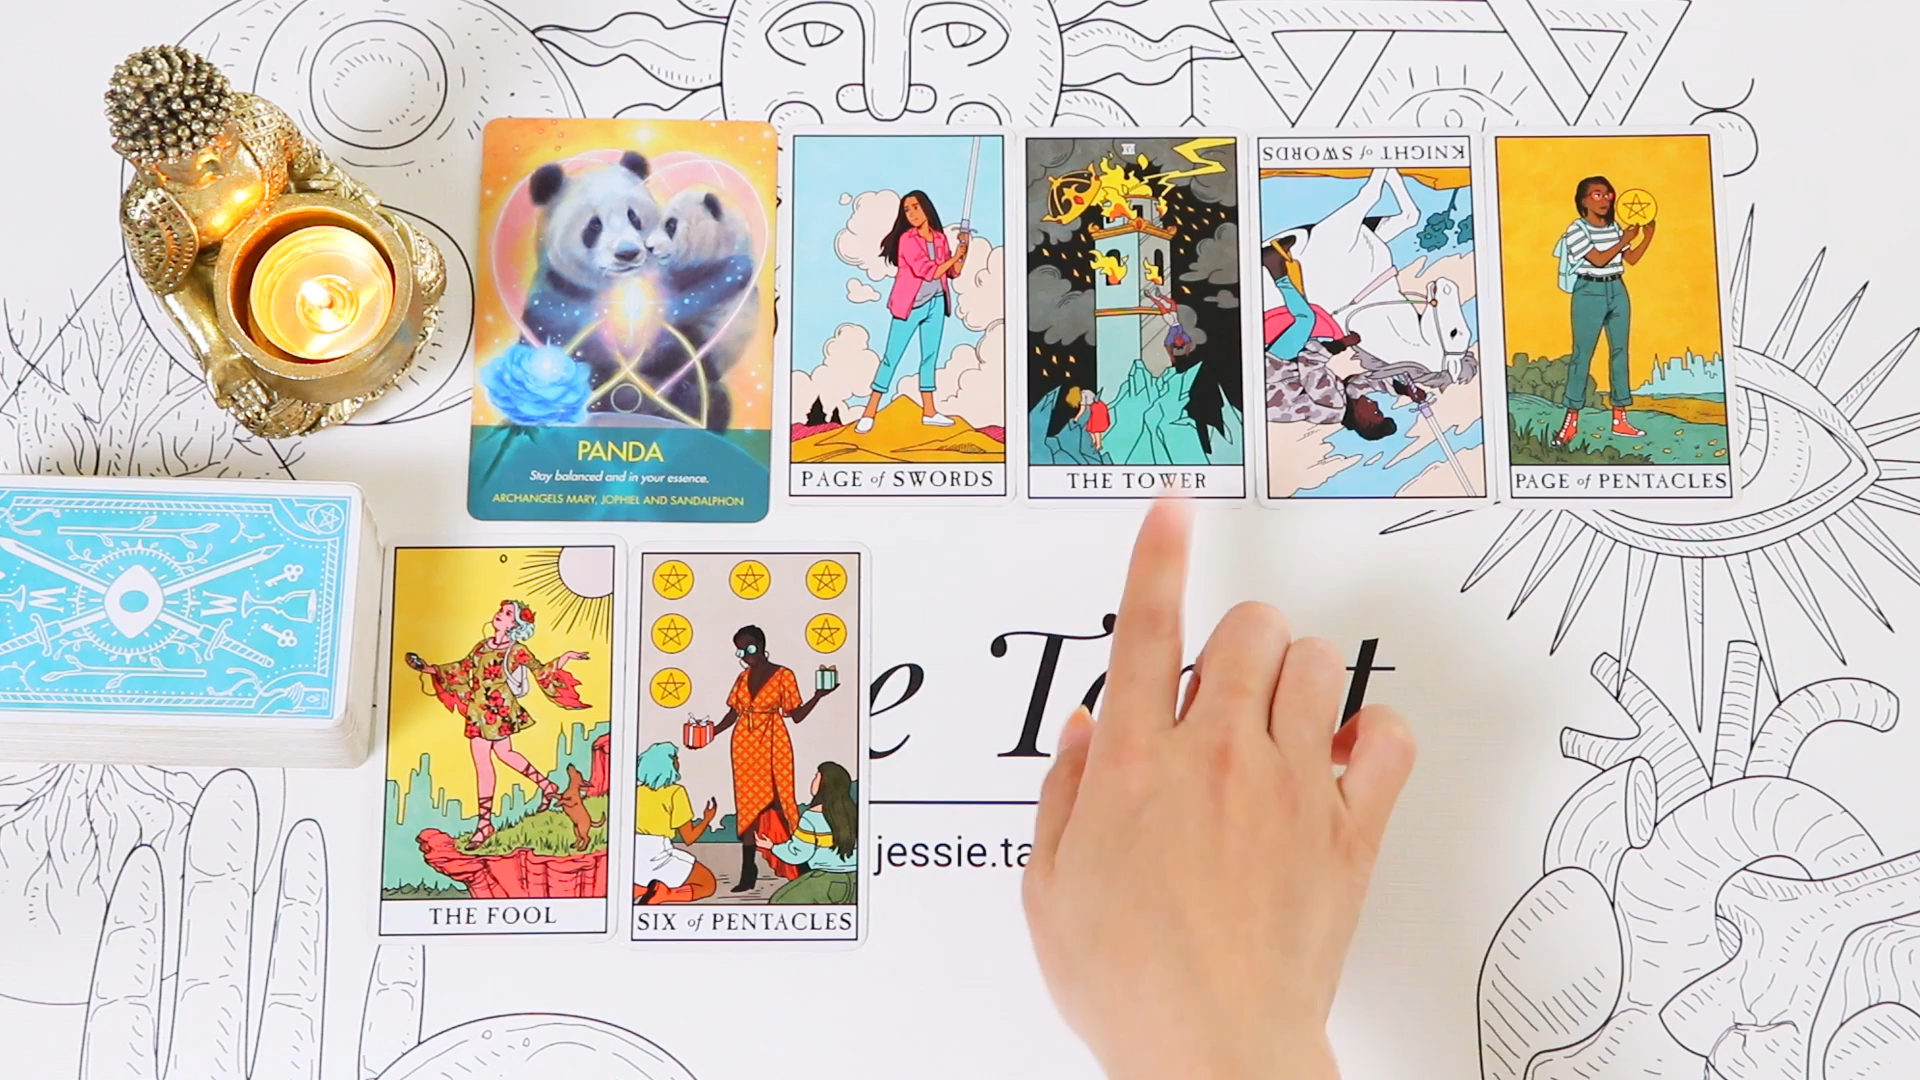 PANDA
Stay balanced and in your essence.
ARCHANGELS MARY, JOPHIEL AND SANDALPHON
PAGE of SWORDS
THE TOWER
KNIGHT of SWORDS
PAGE of PENTACLES
THE FOOL
SIX of PENTACLES
jessie.ta